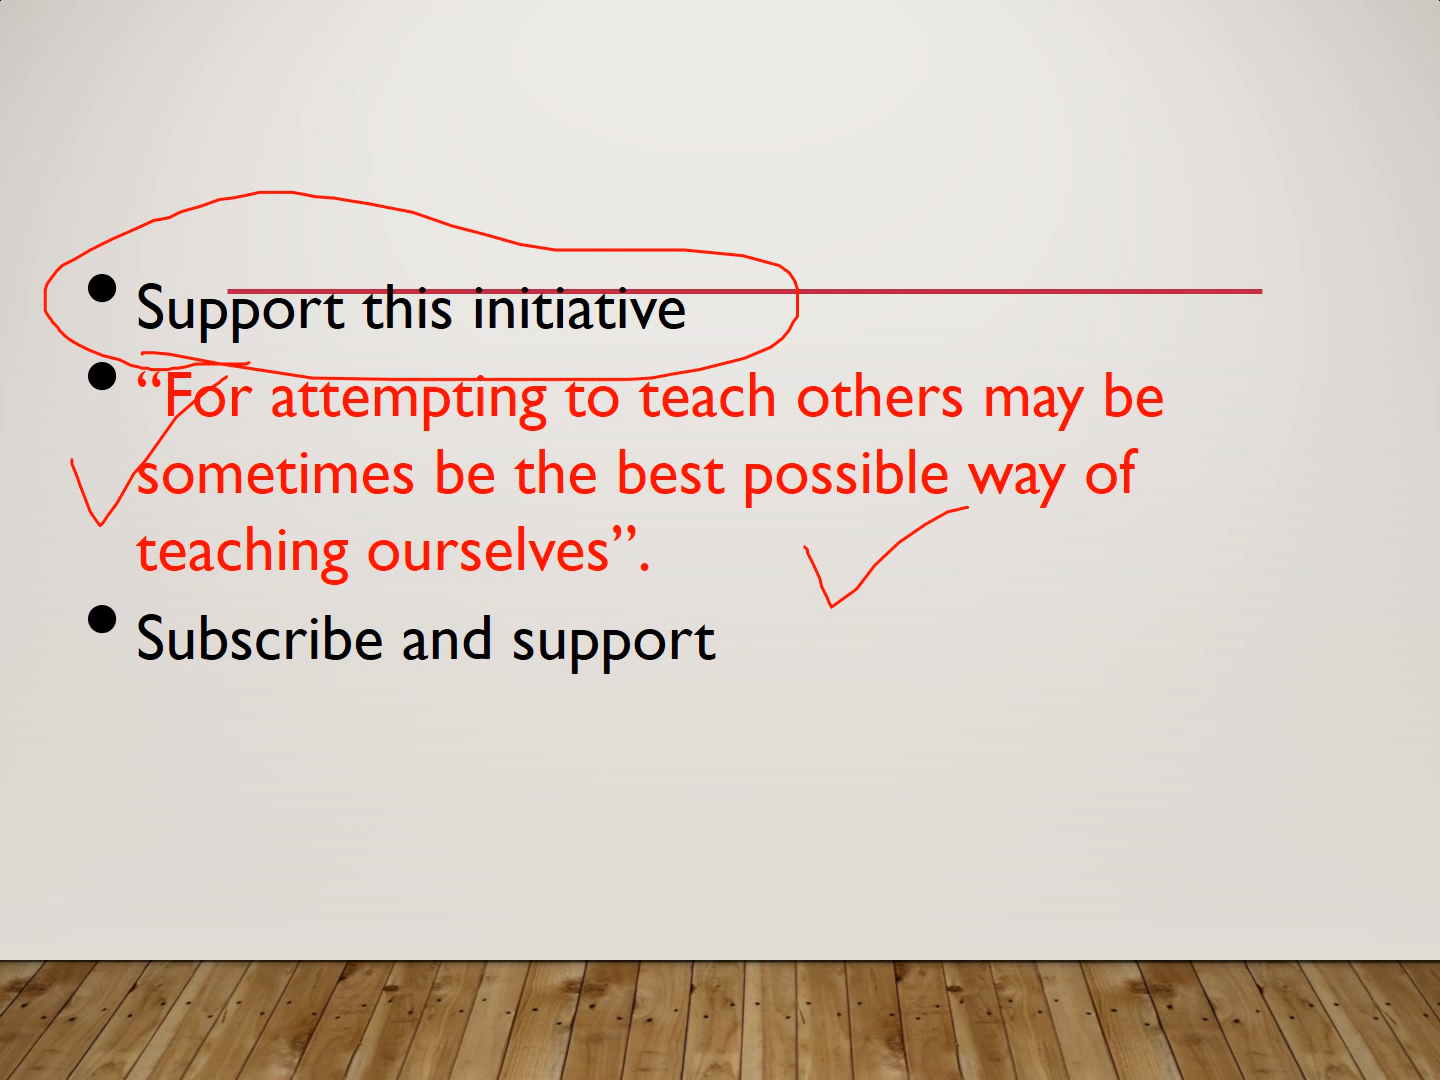 • Support this initiative
• “For attempting to teach others may be
sometimes be the best possible way of
teaching ourselves”.
• Subscribe and support